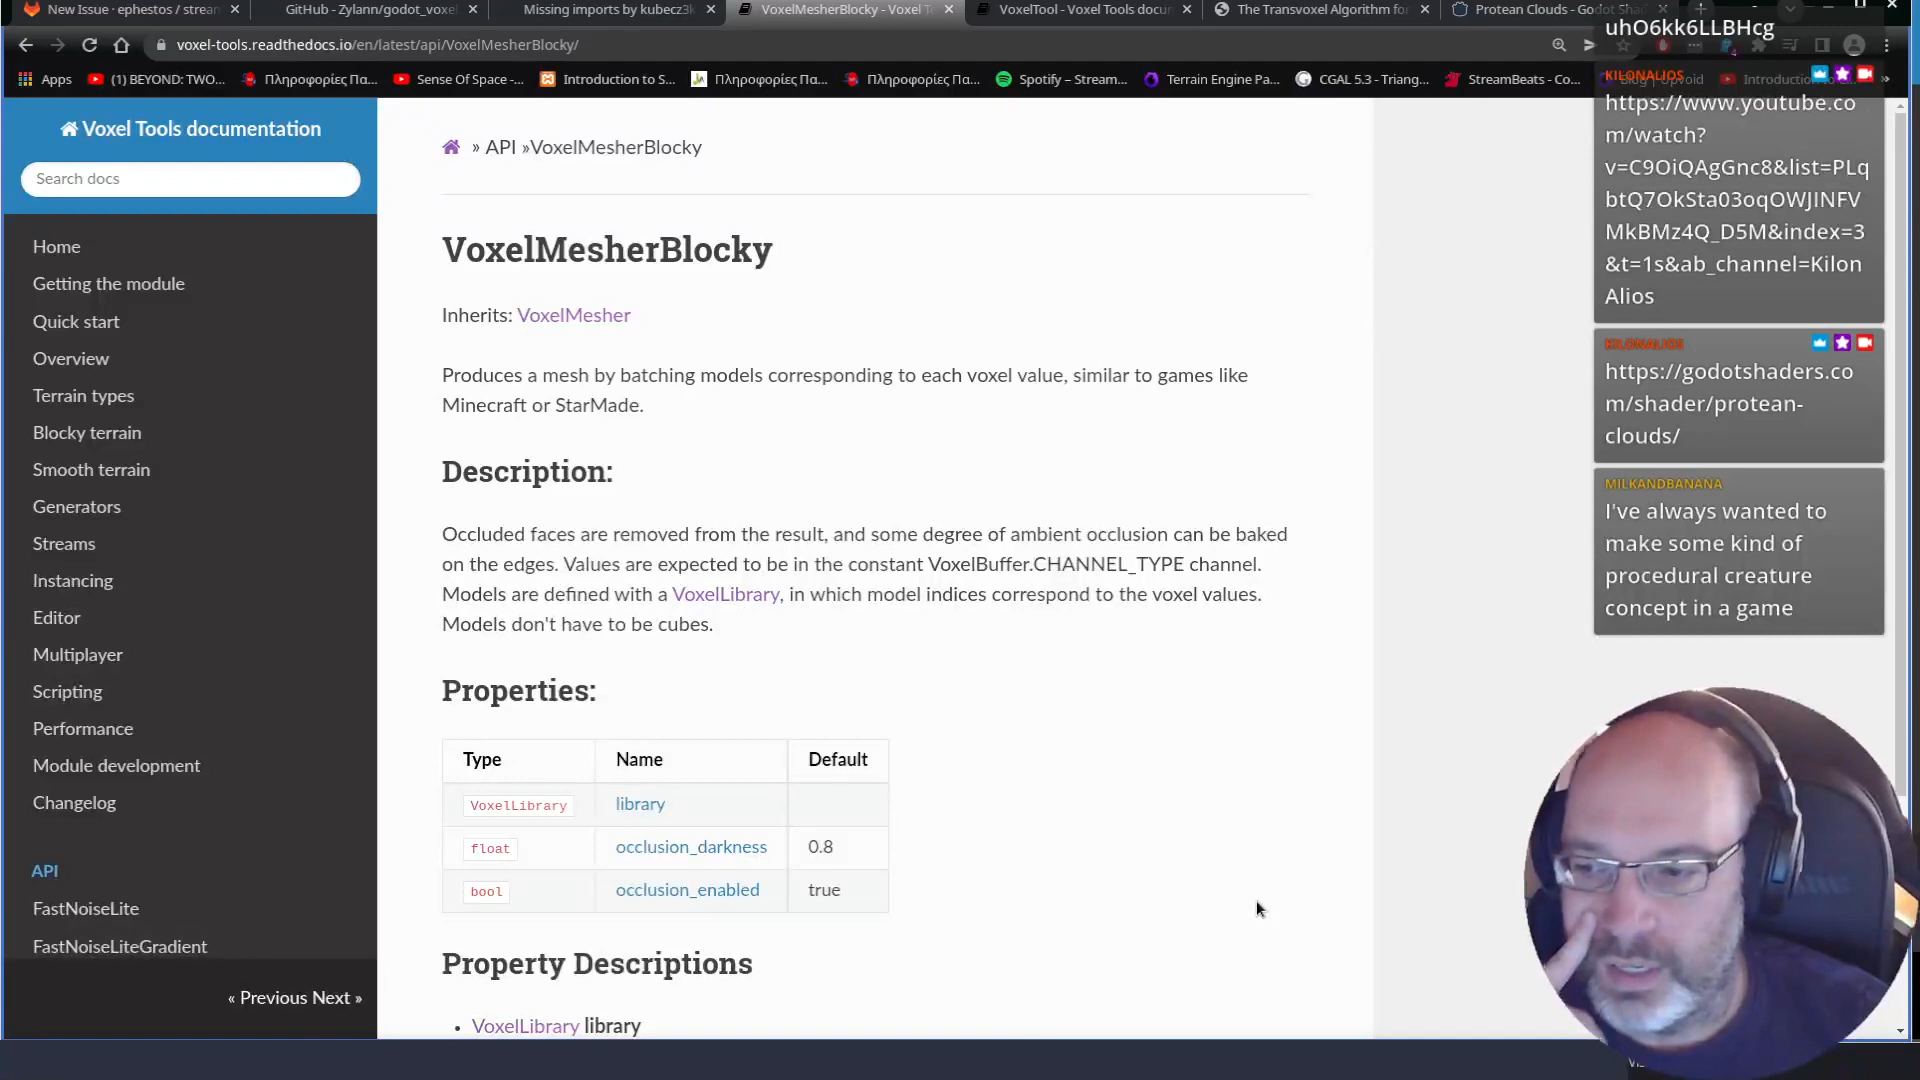 New Issue · ephestos / stream
GitHub - Zylann/godot_voxel
Missing imports by kubecz3k
VoxelMesherBlocky - Voxel T
VoxelTool - Voxel Tools docum
The Transvoxel Algorithm for
Protean Clouds - Godot Shad
voxel-tools.readthedocs.io/en/latest/api/VoxelMesherBlocky/
Apps
(1) BEYOND: TWO...
Πληροφορίες Πα...
Sense Of Space -...
Introduction to S...
Πληροφορίες Πα...
Πληροφορίες Πα...
Spotify – Stream...
Terrain Engine Pa...
CGAL 5.3 - Triang...
StreamBeats - Co...
Blog | Upvoid
Introductio
Voxel Tools documentation
Search docs
Home
Getting the module
Quick start
Overview
Terrain types
Blocky terrain
Smooth terrain
Generators
Streams
Instancing
Editor
Multiplayer
Scripting
Performance
Module development
Changelog
API
FastNoiseLite
FastNoiseLiteGradient
« Previous Next »
» API »VoxelMesherBlocky
VoxelMesherBlocky
Inherits: VoxelMesher
Produces a mesh by batching models corresponding to each voxel value, similar to games like
Minecraft or StarMade.
Description:
Occluded faces are removed from the result, and some degree of ambient occlusion can be baked
on the edges. Values are expected to be in the constant VoxelBuffer.CHANNEL_TYPE channel.
Models are defined with a VoxelLibrary, in which model indices correspond to the voxel values.
Models don't have to be cubes.
Properties:
Type Name Default
VoxelLibrary library
float occlusion_darkness 0.8
bool occlusion_enabled true
Property Descriptions
• VoxelLibrary library
uhO6kk6LLBHcg
KILONALIOS
https://www.youtube.co
m/watch?
v=C9OiQAgGnc8&list=PLq
btQ7OkSta03oqOWJINFV
MkBMz4Q_D5M&index=3
&t=1s&ab_channel=Kilon
Alios
KILONALIOS
https://godotshaders.co
m/shader/protean-
clouds/
MILKANDBANANA
I've always wanted to
make some kind of
procedural creature
concept in a game